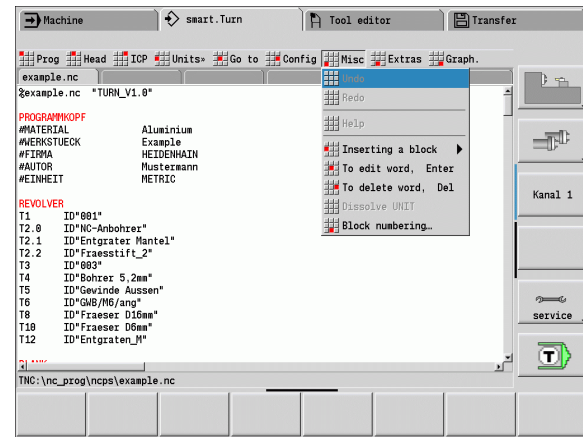 Machine smart.Turn Tool editor Transfer
Prog Head ICP Units» Go to Config Misc Extras Graph.
example.nc
Undo
Redo
Help
Inserting a block
To edit word, Enter
To delete word, Del
Dissolve UNIT
Block numbering…
%example.nc "TURN_V1.0"
PROGRAMMKOPF
#MATERIAL Aluminium
#WERKSTUECK Example
#FIRMA HEIDENHAIN
#AUTOR Mustermann
#EINHEIT METRIC
REVOLVER
T1 ID"001"
T2.0 ID"NC-Anbohrer"
T2.1 ID"Entgrater Mantel"
T2.2 ID"Fraesstift_2"
T3 ID"003"
T4 ID"Bohrer 5,2mm"
T5 ID"Gewinde Aussen"
T6 ID"GWB/M6/ang"
T8 ID"Fraeser D16mm"
T10 ID"Fraeser D6mm"
T12 ID"Entgraten_M"
BLANK
TNC:\nc_prog\ncps\example.nc
Kanal 1
service
T